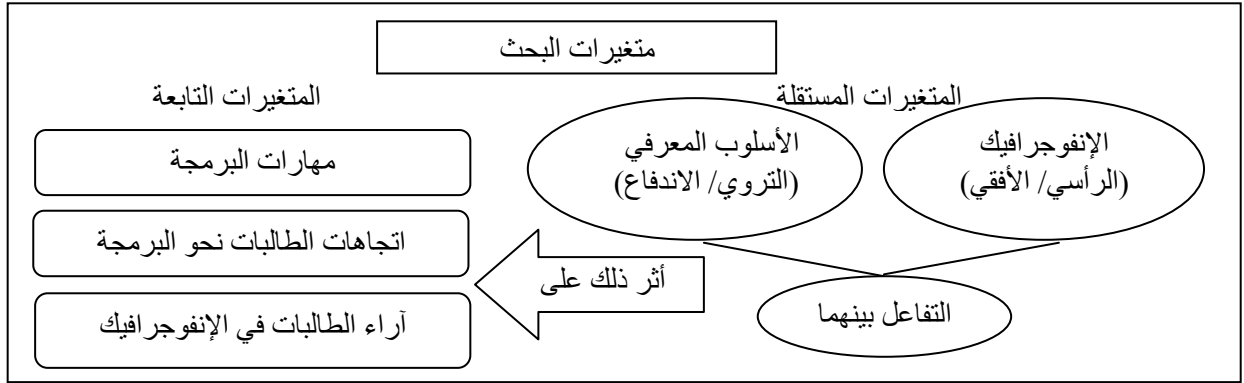 متغيرات البحث
المتغيرات المستقلة
المتغيرات التابعة
الإنفوجرافيك
(الرأسي/ الأفقي)
الأسلوب المعرفي
(التروي/ الاندفاع)
التفاعل بينهما
أثر ذلك على
مهارات البرمجة
اتجاهات الطالبات نحو البرمجة
آراء الطالبات في الإنفوجرافيك